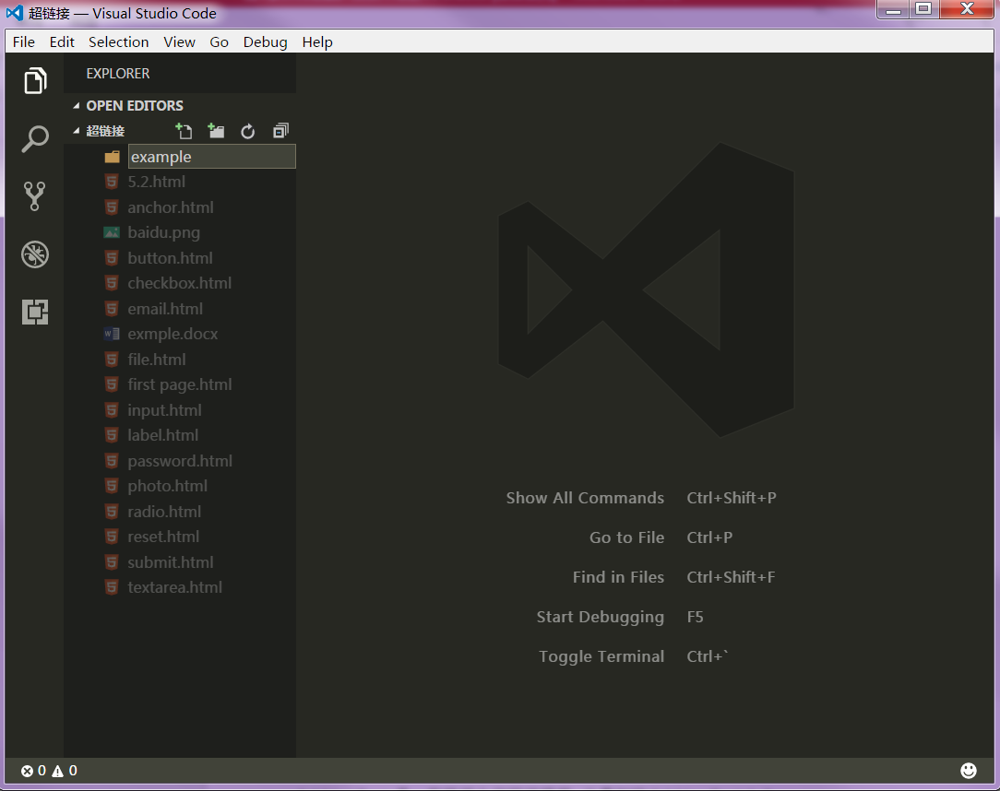 超链接 — Visual Studio Code
File Edit Selection View Go Debug Help
EXPLORER
OPEN EDITORS
超链接
example
5.2.html
anchor.html
baidu.png
button.html
checkbox.html
email.html
exmple.docx
file.html
first page.html
input.html
label.html
password.html
photo.html
radio.html
reset.html
submit.html
textarea.html
Show All Commands Ctrl+Shift+P
Go to File Ctrl+P
Find in Files Ctrl+Shift+F
Start Debugging F5
Toggle Terminal Ctrl+`
0 0